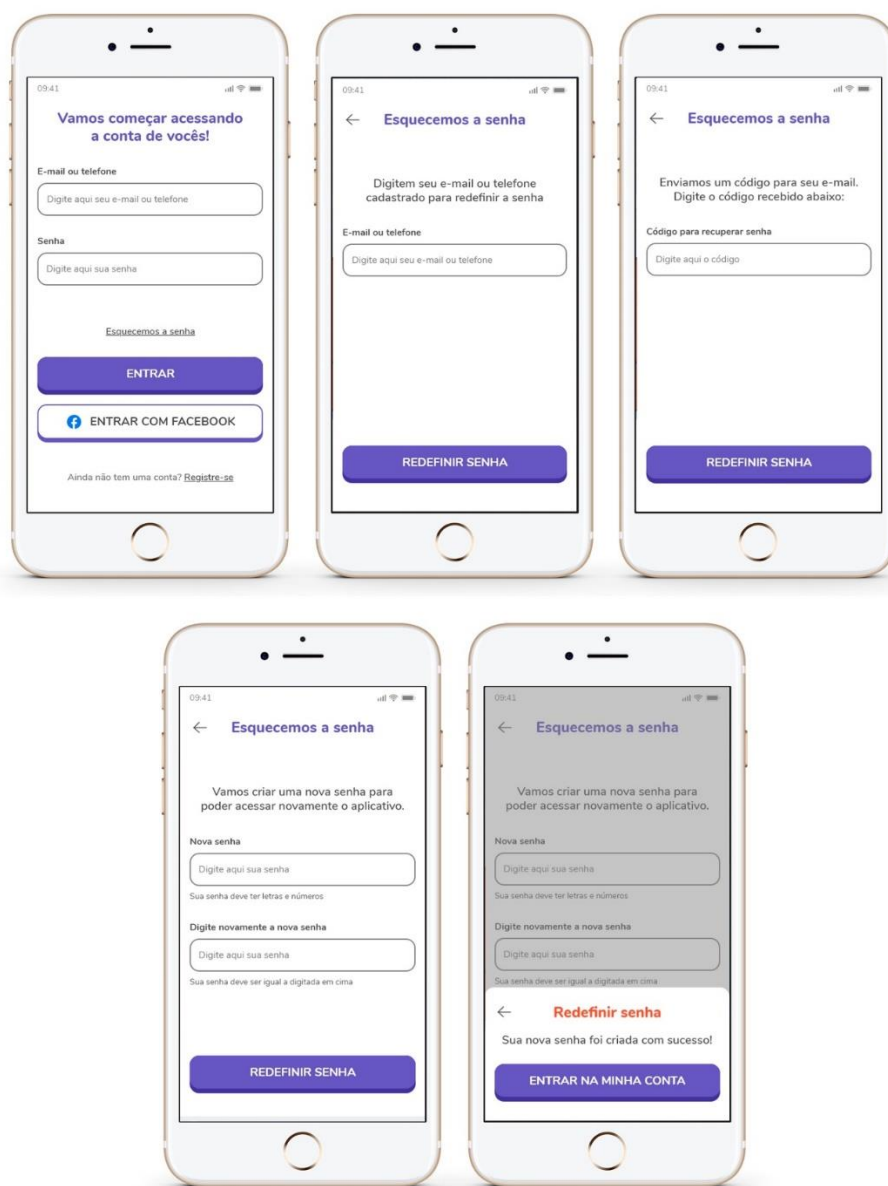 09:41
Vamos começar acessando
a conta de vocês!
E-mail ou telefone
Digite aqui seu e-mail ou telefone
Senha
Digite aqui sua senha
Esquecemos a senha
ENTRAR
ENTRAR COM FACEBOOK
Ainda não tem uma conta? Registre-se
09:41
Esquecemos a senha
Digitem seu e-mail ou telefone
cadastrado para redefinir a senha
E-mail ou telefone
Digite aqui seu e-mail ou telefone
REDEFINIR SENHA
09:41
Esquecemos a senha
Enviamos um código para seu e-mail.
Digite o código recebido abaixo:
Código para recuperar senha
Digite aqui o código
REDEFINIR SENHA
09:41
Esquecemos a senha
Vamos criar uma nova senha para
poder acessar novamente o aplicativo.
Nova senha
Digite aqui sua senha
Sua senha deve ter letras e números
Digite novamente a nova senha
Digite aqui sua senha
Sua senha deve ser igual a digitada em cima
REDEFINIR SENHA
09:41
Esquecemos a senha
Vamos criar uma nova senha para
poder acessar novamente o aplicativo.
Nova senha
Digite aqui sua senha
Sua senha deve ter letras e números
Digite novamente a nova senha
Digite aqui sua senha
Sua senha deve ser igual a digitada em cima
Redefinir senha
Sua nova senha foi criada com sucesso!
ENTRAR NA MINHA CONTA